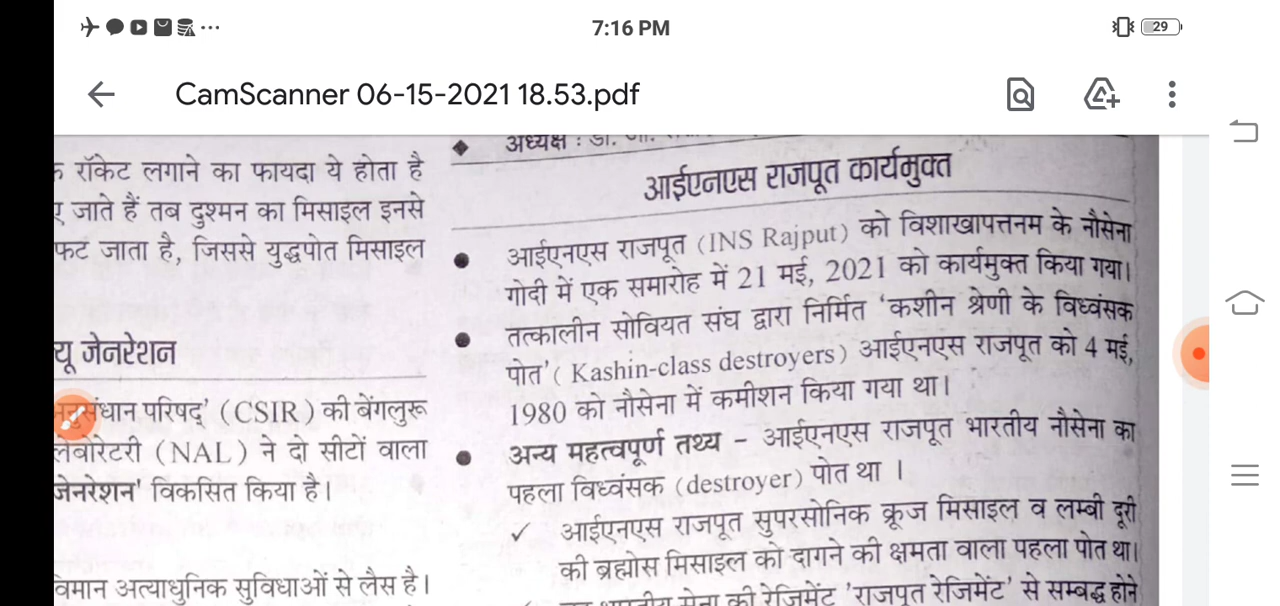 7:16 PM
29
CamScanner 06-15-2021 18.53.pdf
रॉकेट लगाने का फायदा ये होता है
जाते हैं तब दुश्मन का मिसाइल इनसे
फट जाता है, जिससे युद्धपोत मिसाइल
यू जेनरेशन
अनुसंधान परिषद' (CSIR) की बेंगलुरू
लेबोरेटरी (NAL) ने दो सीटों वाला
जेनरेशन' विकसित किया है।
विमान अत्याधुनिक सुविधाओं से लैस है।
अध्यक्ष : डॉ. जी.
आईएनएस राजपूत कार्यमुक्त
● आईएनएस राजपूत (INS Rajput) को विशाखापत्तनम के नौसेना
गोदी में एक समारोह में 21 मई, 2021 को कार्यमुक्त किया गया।
● तत्कालीन सोवियत संघ द्वारा निर्मित 'कशीन श्रेणी के विध्वंसक
पोत' ( Kashin-class destroyers) आईएनएस राजपूत को 4 मई,
1980 को नौसेना में कमीशन किया गया था।
● अन्य महत्वपूर्ण तथ्य - आईएनएस राजपूत भारतीय नौसेना का
पहला विध्वंसक (destroyer) पोत था ।
✓ आईएनएस राजपूत सुपरसोनिक क्रूज मिसाइल व लम्बी दूरी
की ब्रह्मोस मिसाइल को दागने की क्षमता वाला पहला पोत था।
भारतीय सेना की रेजिमेंट 'राजपूत रेजिमेंट' से सम्बद्ध होने